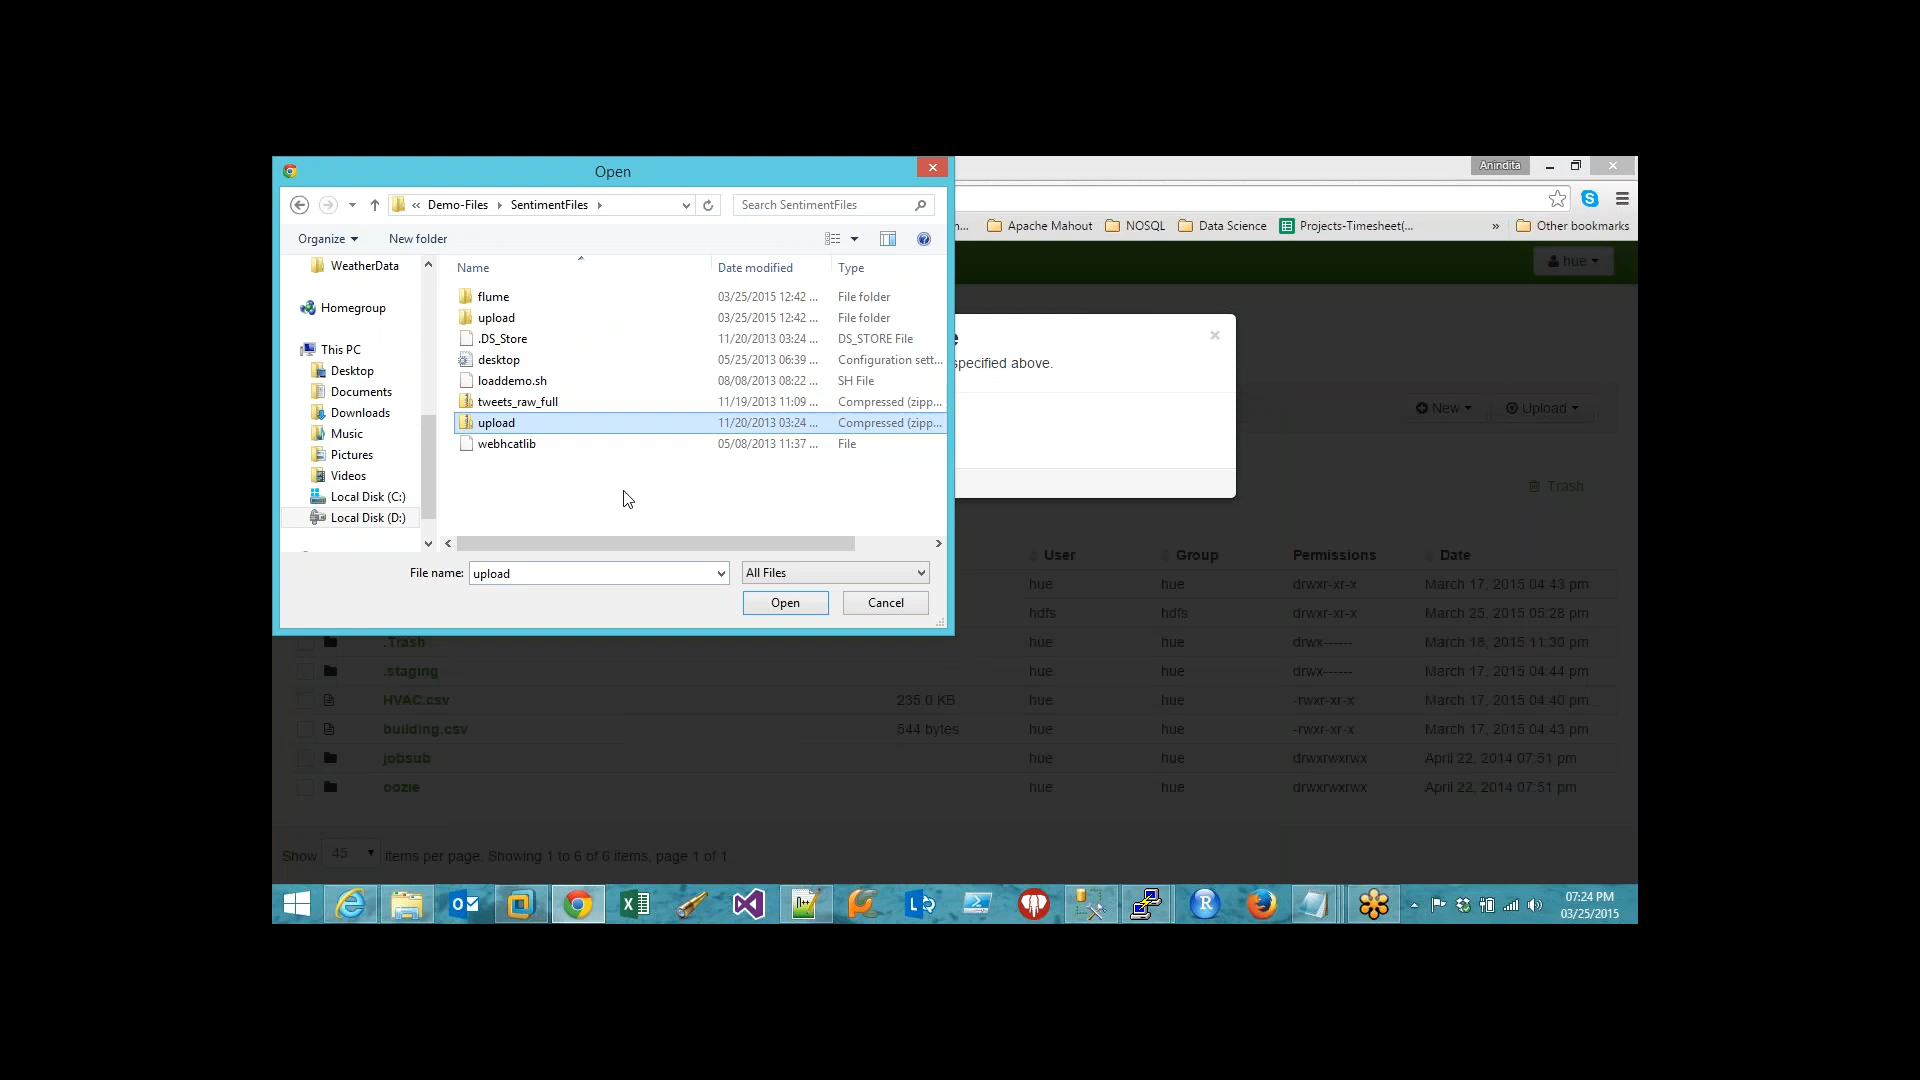 Open
Anindita
Demo-Files
SentimentFiles
Search SentimentFiles
Organize
New folder
Apache Mahout
NOSQL
Data Science
Projects-Timesheet(...
»
Other bookmarks
hue
WeatherData
Homegroup
This PC
Desktop
Documents
Downloads
Music
Pictures
Videos
Local Disk (C:)
Local Disk (D:)
Name Date modified Type
flume 03/25/2015 12:42 ... File folder
upload 03/25/2015 12:42 ... File folder
.DS_Store 11/20/2013 03:24 ... DS_STORE File
desktop 05/25/2013 06:39 ... Configuration sett...
loaddemo.sh 08/08/2013 08:22 ... SH File
tweets_raw_full 11/19/2013 11:09 ... Compressed (zipp...
upload 11/20/2013 03:24 ... Compressed (zipp...
webhcatlib 05/08/2013 11:37 ... File
File name: upload All Files
Open Cancel
specified above.
New Upload
Trash
User Group Permissions Date
hue hue drwxr-xr-x March 17, 2015 04:43 pm
hdfs hdfs drwxr-xr-x March 25, 2015 05:28 pm
.Trash hue hue drwx------ March 18, 2015 11:30 pm
.staging hue hue drwx------ March 17, 2015 04:44 pm
HVAC.csv 235.0 KB hue hue -rwxr-xr-x March 17, 2015 04:40 pm
building.csv 544 bytes hue hue -rwxr-xr-x March 17, 2015 04:43 pm
jobsub hue hue drwxrwxrwx April 22, 2014 07:51 pm
oozie hue hue drwxrwxrwx April 22, 2014 07:51 pm
Show 45 items per page. Showing 1 to 6 of 6 items, page 1 of 1.
07:24 PM
03/25/2015